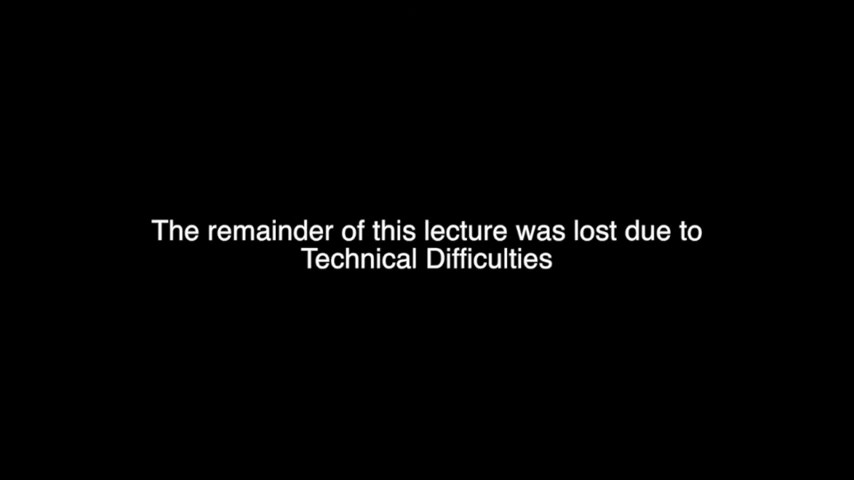 The remainder of this lecture was lost due to
Technical Difficulties